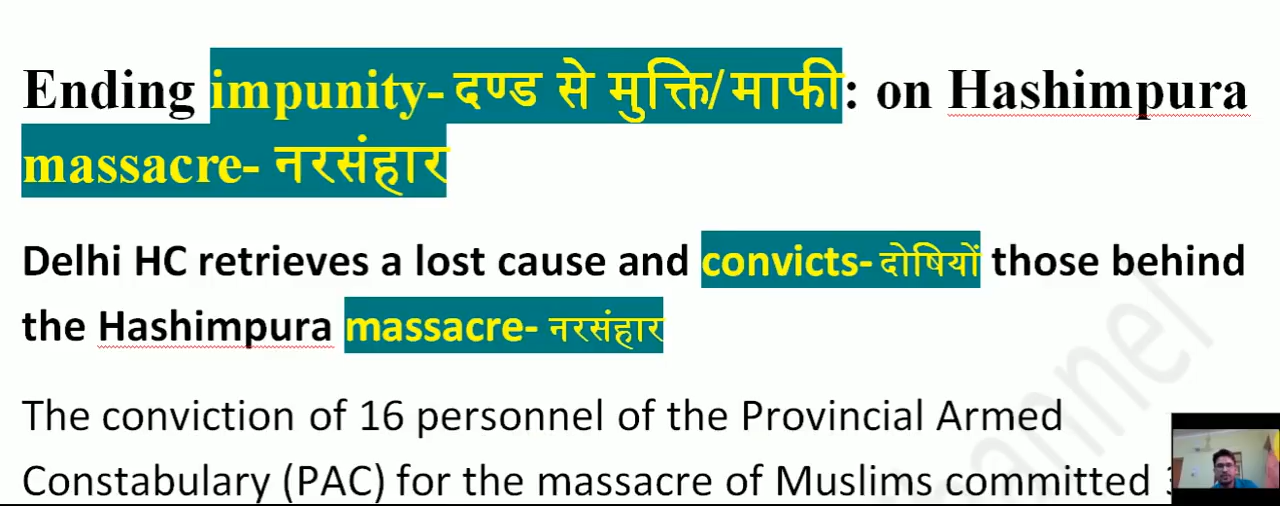 Ending impunity- दण्ड से मुक्ति/माफी: on Hashimpura
massacre- नरसंहार
Delhi HC retrieves a lost cause and convicts- दोषियों those behind
the Hashimpura massacre- नरसंहार
The conviction of 16 personnel of the Provincial Armed
Constabulary (PAC) for the massacre of Muslims committed